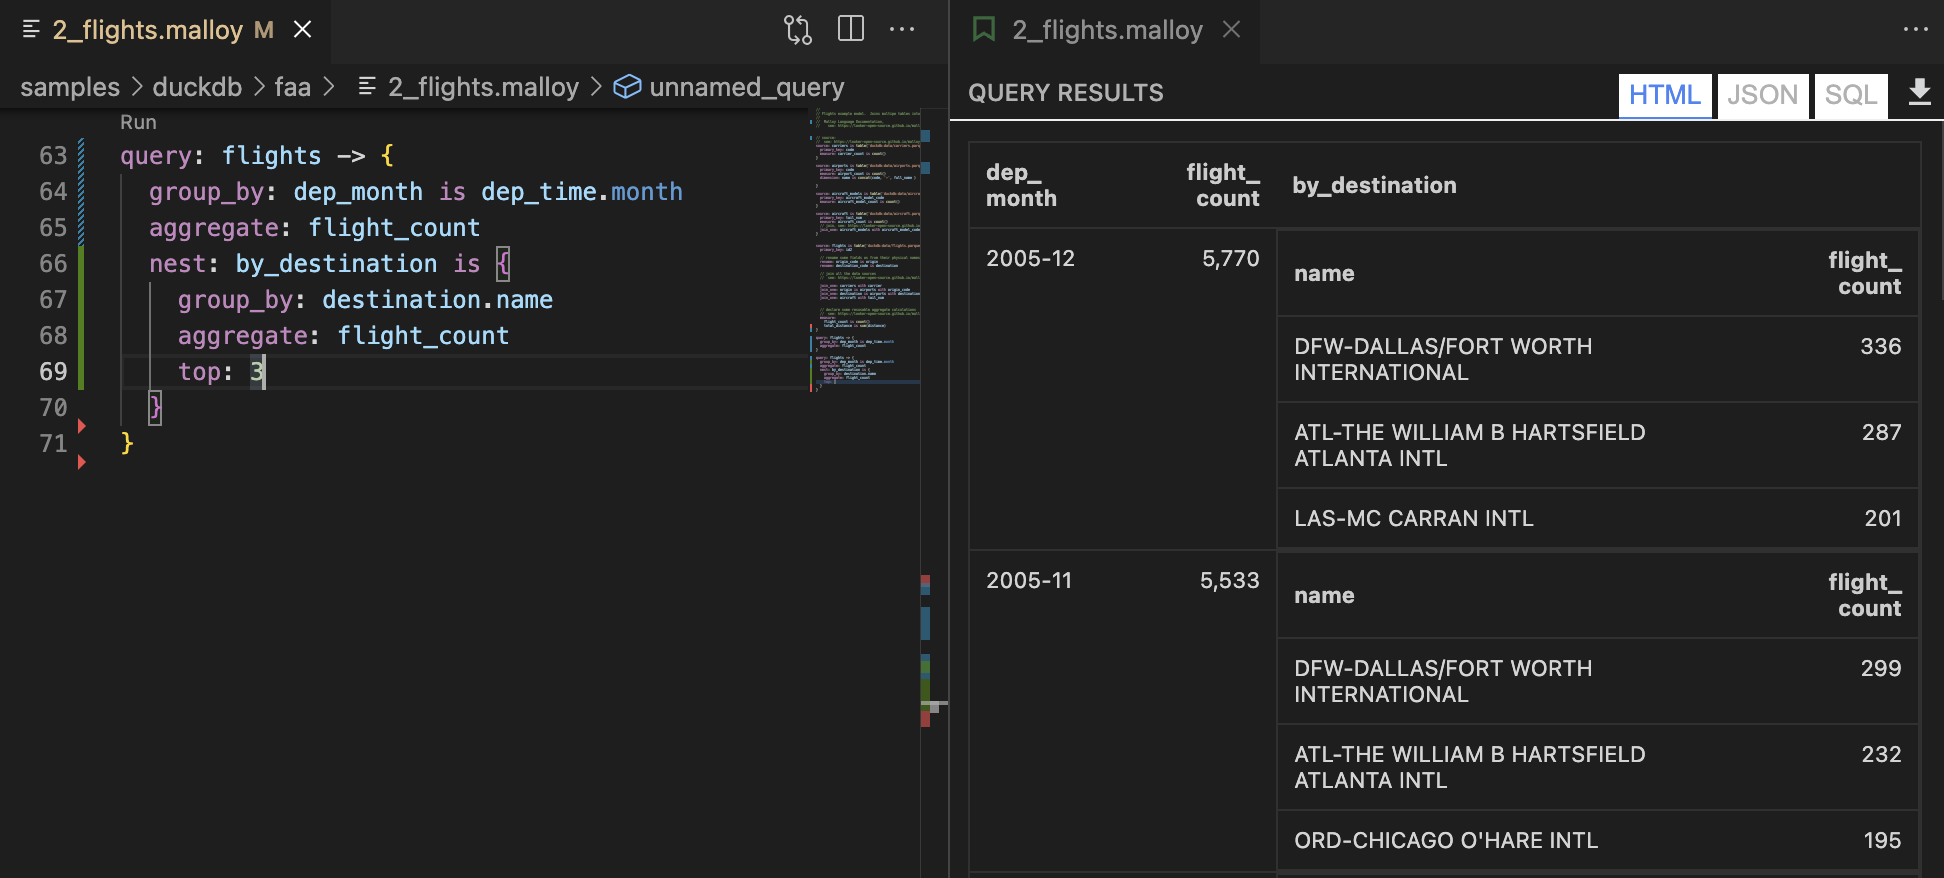 2_flights.malloy M
samples > duckdb > faa > 2_flights.malloy > unnamed_query
Run
63 query: flights -> {
64 group_by: dep_month is dep_time.month
65 aggregate: flight_count
66 nest: by_destination is {
67 group_by: destination.name
68 aggregate: flight_count
69 top: 3
70 }
71 }
2_flights.malloy
QUERY RESULTS HTML JSON SQL
dep_ flight_ by_destination
month count
2005-12 5,770
name flight_
count
DFW-DALLAS/FORT WORTH 336
INTERNATIONAL
ATL-THE WILLIAM B HARTSFIELD 287
ATLANTA INTL
LAS-MC CARRAN INTL 201
2005-11 5,533
name flight_
count
DFW-DALLAS/FORT WORTH 299
INTERNATIONAL
ATL-THE WILLIAM B HARTSFIELD 232
ATLANTA INTL
ORD-CHICAGO O'HARE INTL 195